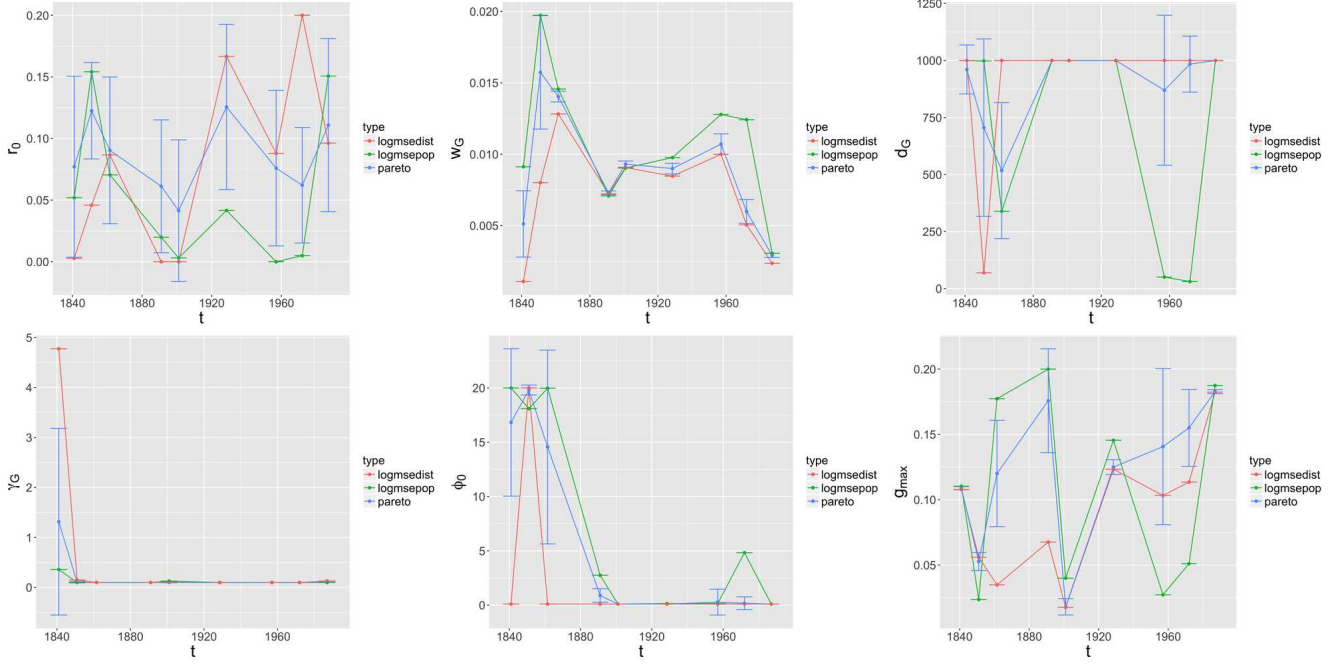 0.20
0.15
0.10
0.05
0.00
r0
1840 1880 1920 1960
t
type
logmsedist
logmsepop
pareto
0.020
0.015
0.010
0.005
wG
1840 1880 1920 1960
t
type
logmsedist
logmsepop
pareto
1250
1000
750
500
250
0
dG
1840 1880 1920 1960
t
type
logmsedist
logmsepop
pareto
5
4
3
2
1
0
γG
1840 1880 1920 1960
t
type
logmsedist
logmsepop
pareto
20
15
10
5
0
ϕ0
1840 1880 1920 1960
t
type
logmsedist
logmsepop
pareto
0.20
0.15
0.10
0.05
gmax
1840 1880 1920 1960
t
type
logmsedist
logmsepop
pareto